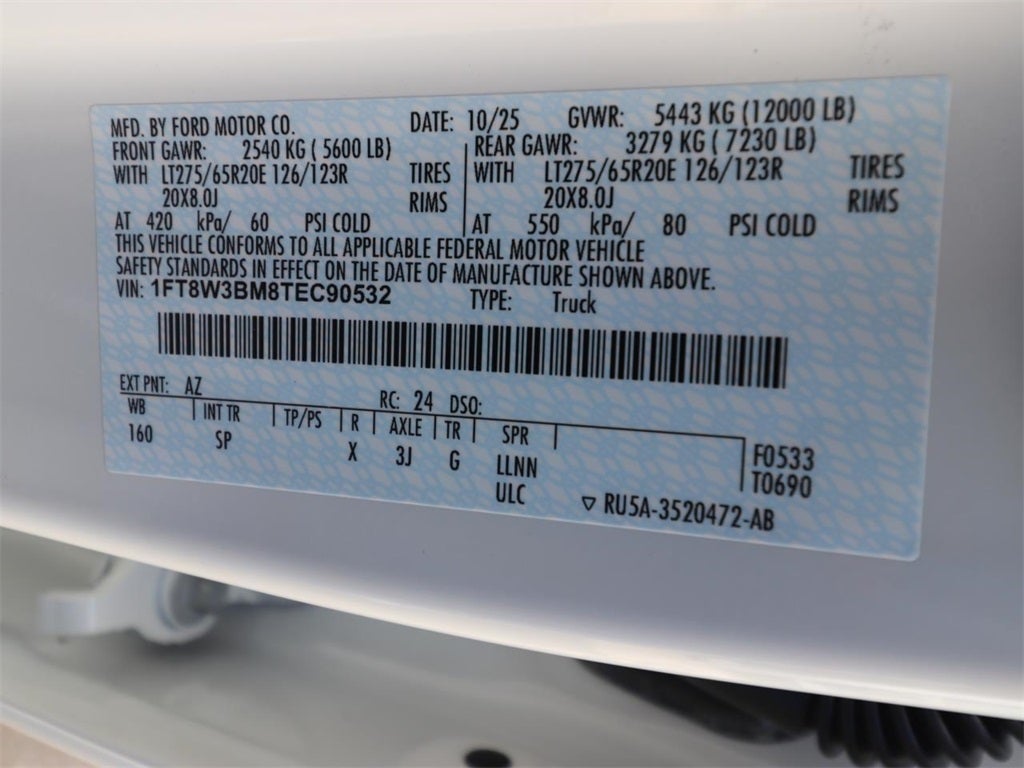 MFD. BY FORD MOTOR CO. DATE: 10/25 GVWR: 5443 KG (12000 LB)
FRONT GAWR: 2540 KG ( 5600 LB) REAR GAWR: 3279 KG ( 7230 LB)
WITH LT275/65R20E 126/123R TIRES WITH LT275/65R20E 126/123R TIRES
20X8.0J RIMS 20X8.0J RIMS
AT 420 kPa/ 60 PSI COLD AT 550 kPa/ 80 PSI COLD
THIS VEHICLE CONFORMS TO ALL APPLICABLE FEDERAL MOTOR VEHICLE
SAFETY STANDARDS IN EFFECT ON THE DATE OF MANUFACTURE SHOWN ABOVE.
VIN: 1FT8W3BM8TEC90532 TYPE: Truck
EXT PNT: AZ RC: 24 DSO:
WB INT TR TP/PS R AXLE TR SPR
160 SP X 3J G LLNN F0533
ULC T0690
RU5A-3520472-AB